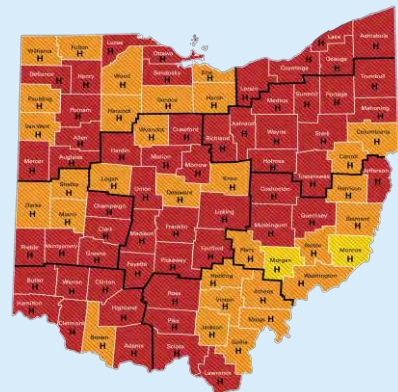 Williams
H
Fulton
H
Lucas
H
Ottawa
H
Lake
H
Ashtabula
H
Geauga
H
Cuyahoga
H
Wood
H
Sandusky
H
Erie
H
Lorain
H
Trumbull
H
Defiance
H
Henry
H
Seneca
H
Huron
H
Medina
H
Summit
H
Portage
H
Mahoning
H
Paulding
H
Putnam
H
Hancock
H
Van Wert
H
Wyandot
H
Crawford
H
Richland
H
Ashland
H
Wayne
H
Stark
H
Columbiana
H
Allen
H
Hardin
H
Marion
H
Morrow
H
Holmes
H
Carroll
H
Mercer
H
Auglaize
H
Tuscarawas
H
Jefferson
H
Harrison
H
Logan
H
Union
H
Delaware
H
Knox
H
Coshocton
H
Shelby
H
Darke
H
Miami
H
Champaign
H
Licking
H
Muskingum
H
Guernsey
H
Belmont
H
Clark
H
Madison
H
Franklin
H
Fairfield
H
Perry
H
Noble
H
Monroe
H
Preble
H
Montgomery
H
Greene
H
Fayette
H
Pickaway
H
Morgan
H
Washington
H
Butler
H
Warren
H
Clinton
H
Ross
H
Hocking
H
Athens
H
Hamilton
H
Clermont
H
Highland
H
Vinton
H
Meigs
H
Brown
H
Adams
H
Pike
H
Jackson
H
Gallia
H
Scioto
H
Lawrence
H